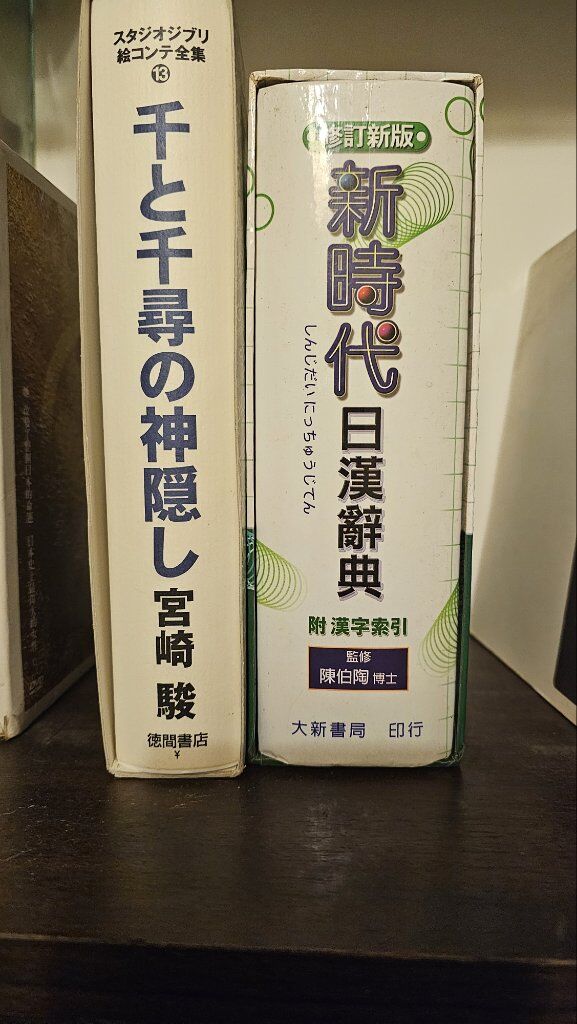 スタジオジブリ
絵コンテ全集
13
千と千尋の神隠し
宮崎 駿
徳間書店
¥
修訂新版
新時代
しんじだいにっちゅうじてん
日漢辭典
附 漢字索引
監修
陳伯陶 博士
大新書局 印行